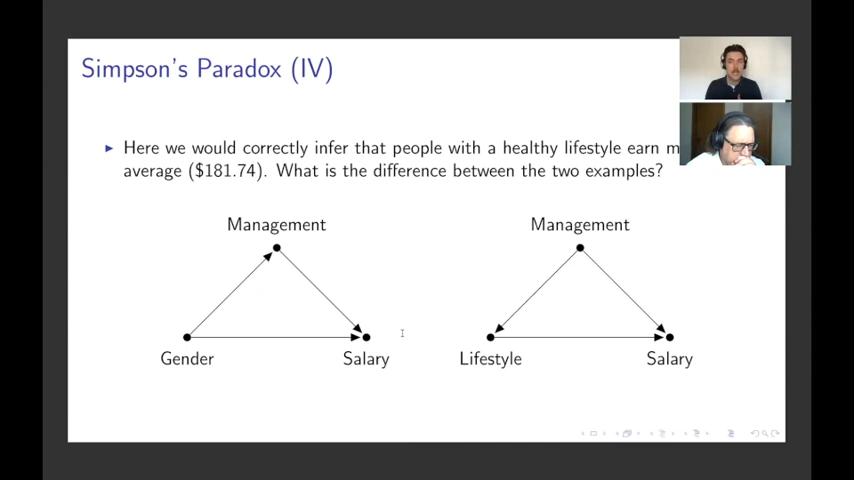 Simpson's Paradox (IV)
Here we would correctly infer that people with a healthy lifestyle earn
average ($181.74). What is the difference between the two examples?
Management
Management
Gender
Salary
Lifestyle
Salary